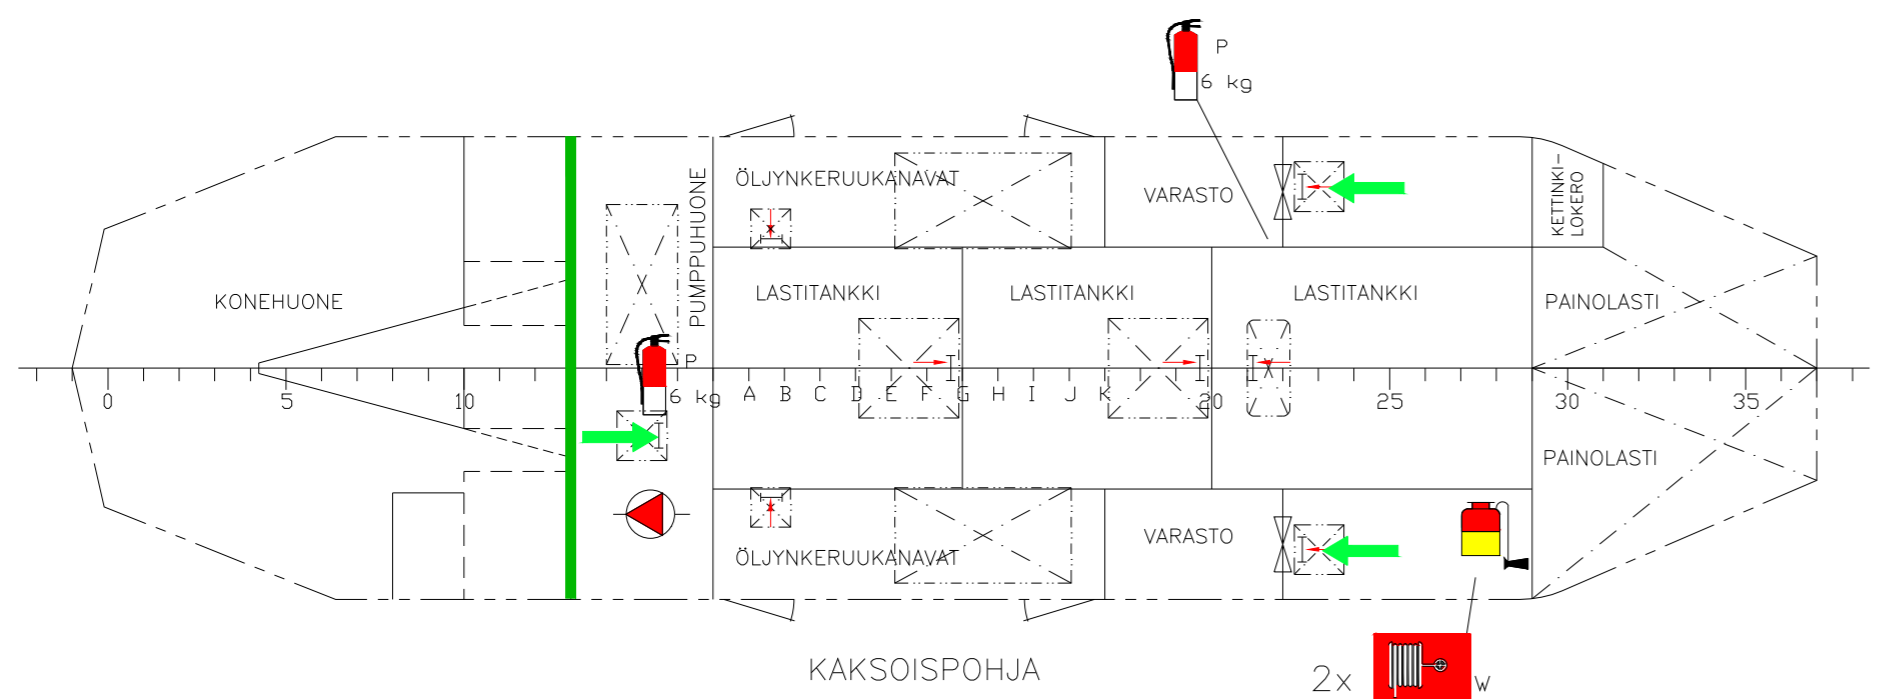 P
6 kg
ÖLJYNKERUUKANAVAT
VARASTO
KETTINKI-
LOKERO
PUMPPUHUONE
KONEHUONE
LASTITANKKI
LASTITANKKI
LASTITANKKI
PAINOLASTI
P
6 kg
0 5 10 A B C D E F G H I J K 20 25 30 35
PAINOLASTI
ÖLJYNKERUUKANAVAT
VARASTO
KAKSOISPOHJA
2x
W